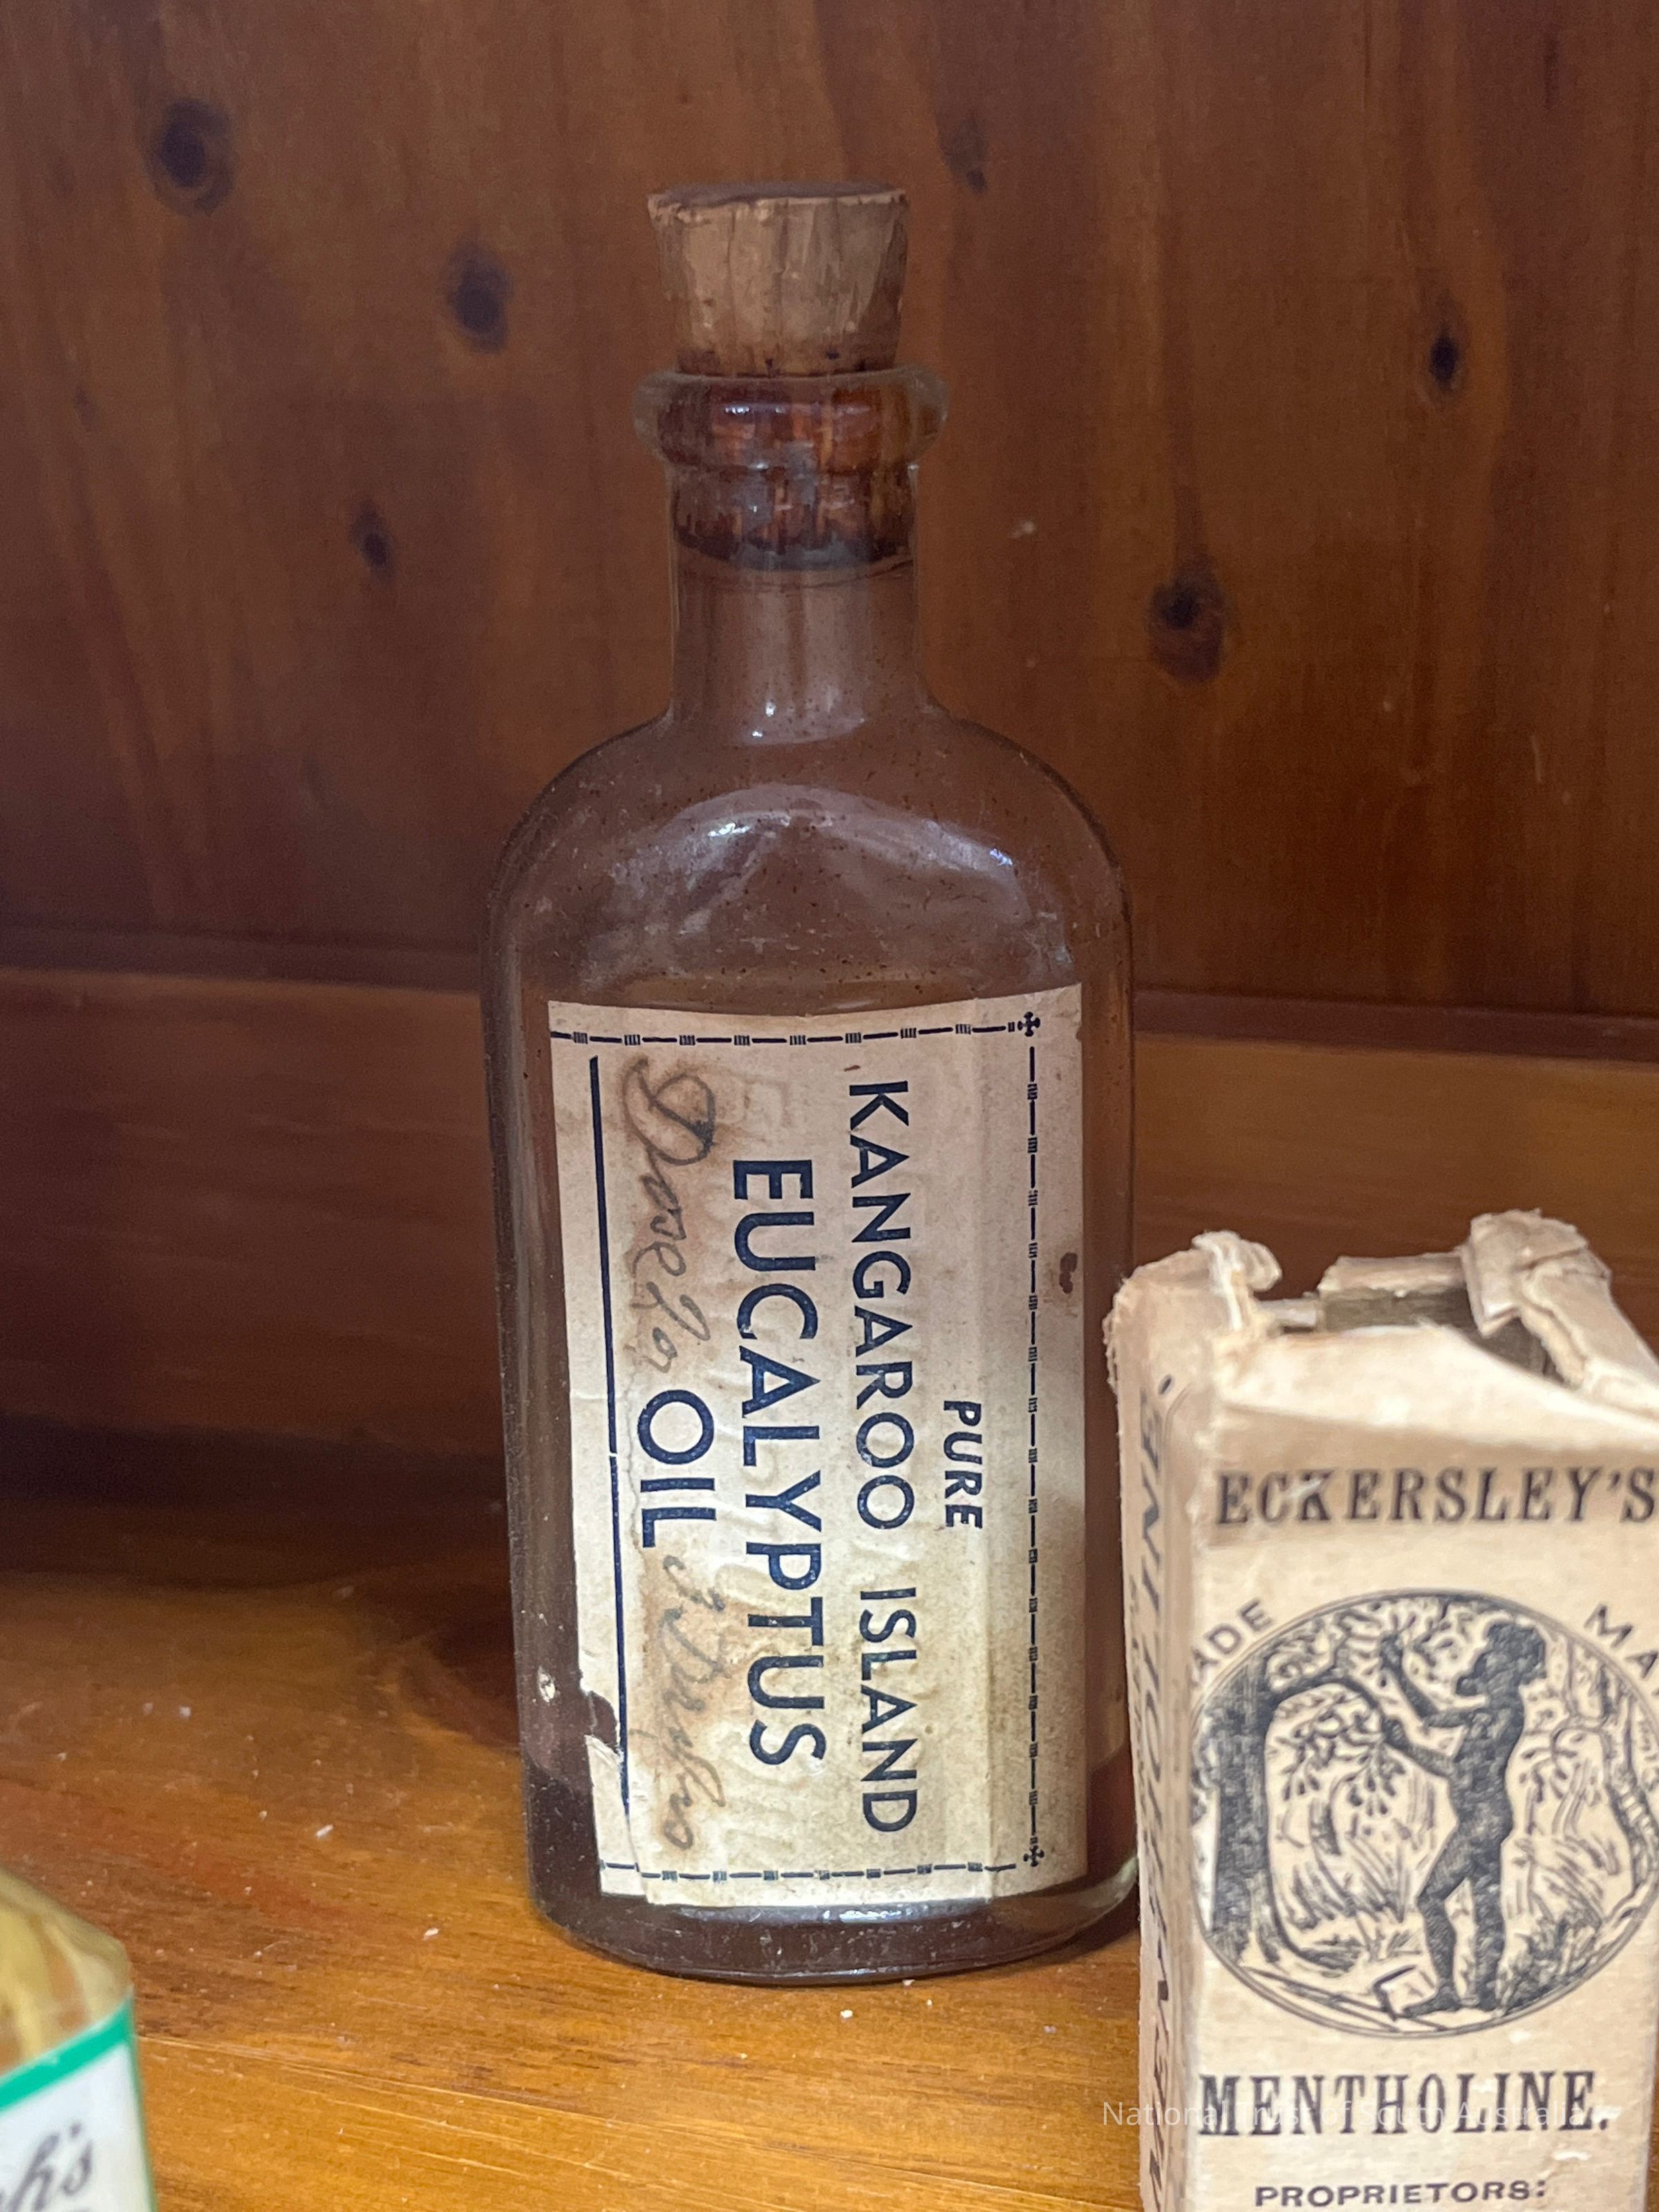 PURE
KANGAROO ISLAND
EUCALYPTUS
OIL
ECKERSLEY'S
MENTHOLINE.
PROPRIETORS:
National Trust of South Australia